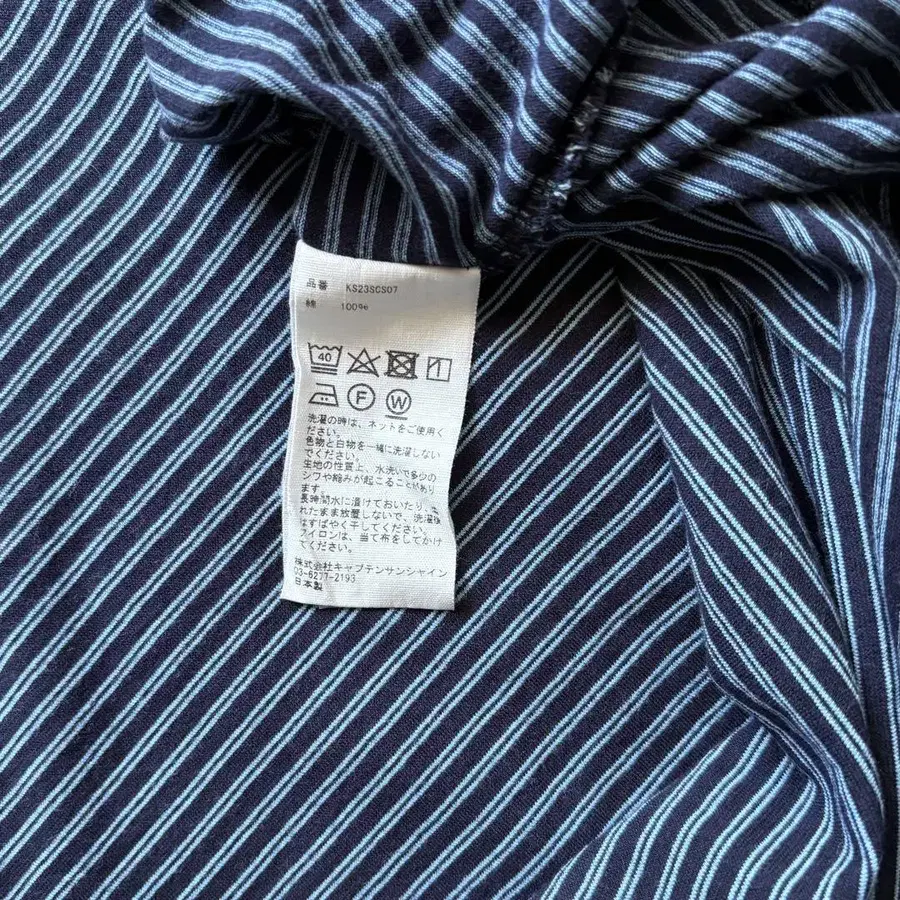 品番 KS23SCS07
綿 100%
40
F W
洗濯の時は、ネットをご使用く
ださい。
色物と白物を一緒に洗濯しない
でください。
生地の性質上、水洗いで多少の
シワや縮みが起こることがあり
ます。
長時間水に漬けておいたり、ぬ
れたまま放置しないで、洗濯後
はすばやく干してください。
アイロンは、当て布をしてかけ
てください。
株式会社キャプテンサンシャイン
03-6277-2193
日本製